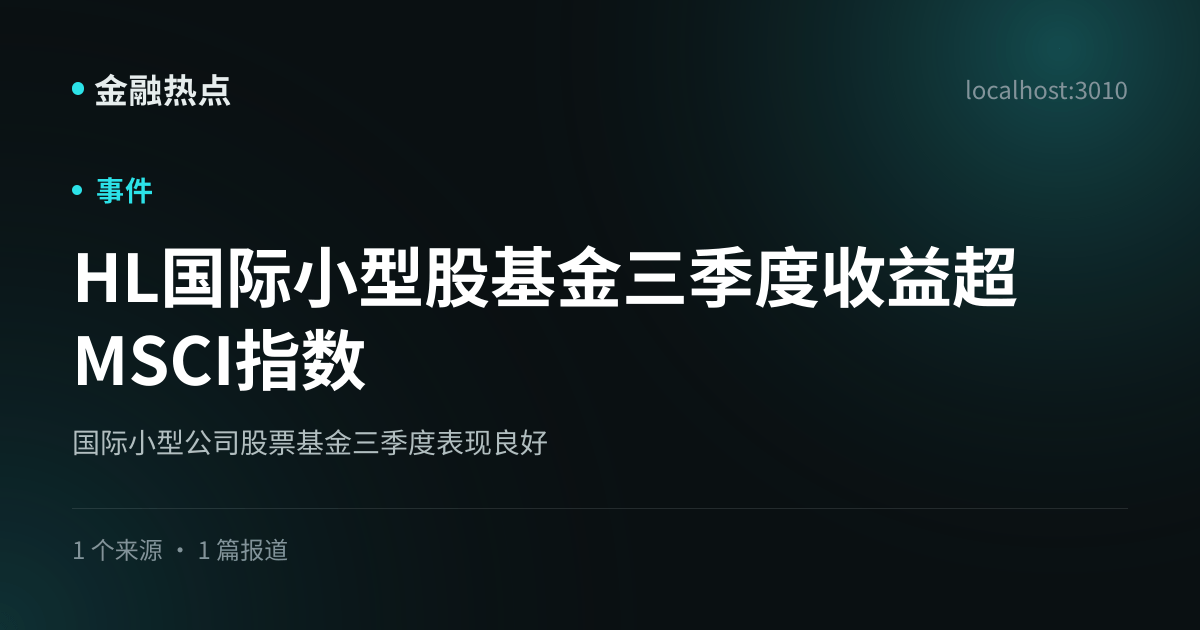 金融热点
localhost:3010
事件
HL国际小型股基金三季度收益超
MSCI指数
国际小型公司股票基金三季度表现良好
1 个来源 · 1 篇报道